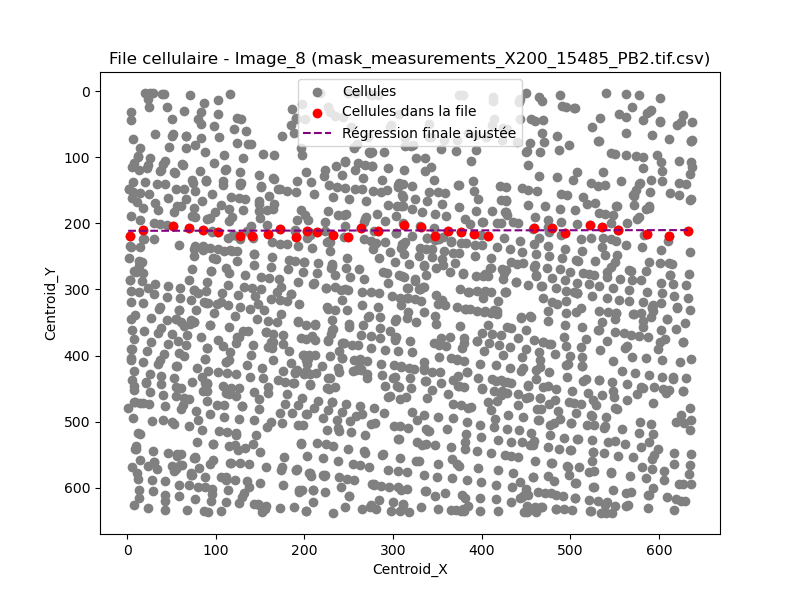 File cellulaire - Image_8 (mask_measurements_X200_15485_PB2.tif.csv)
Cellules
Cellules dans la file
Régression finale ajustée
0
100
200
300
400
500
600
Centroid_Y
0 100 200 300 400 500 600
Centroid_X